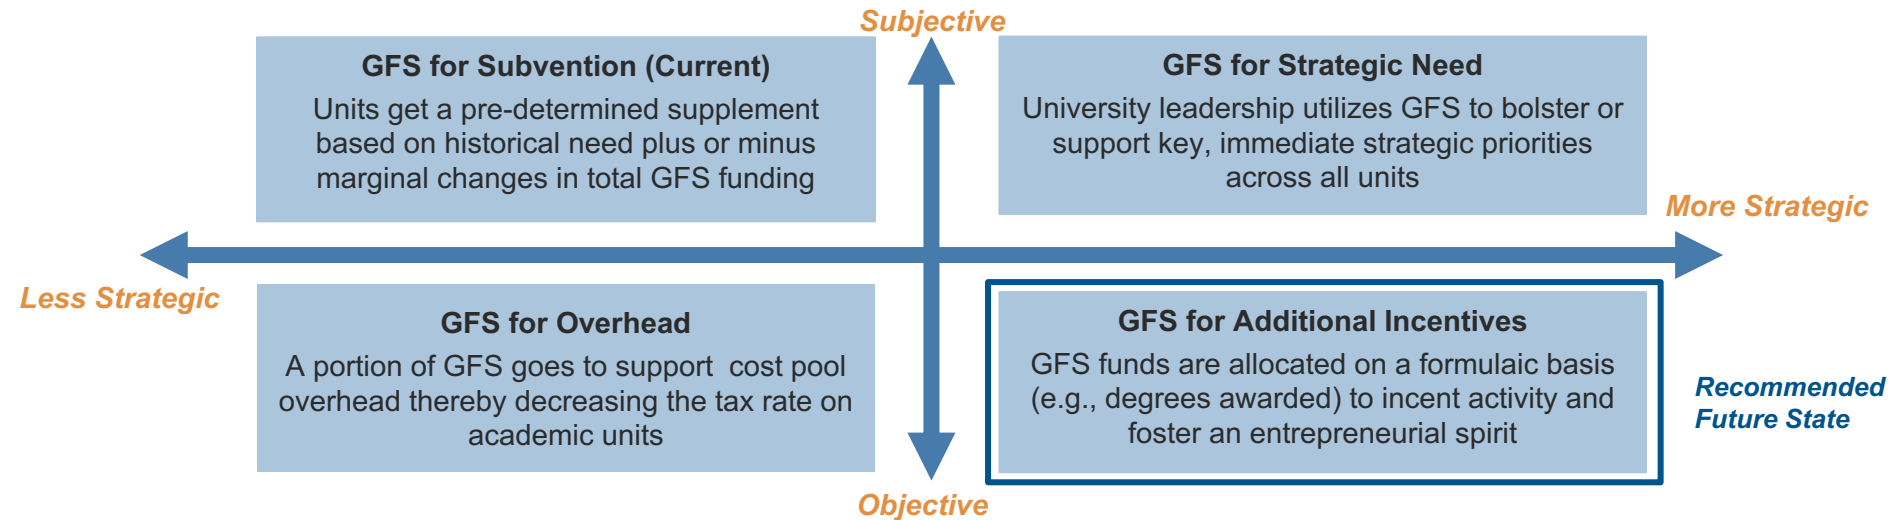 Subjective
GFS for Subvention (Current)
Units get a pre-determined supplement
based on historical need plus or minus
marginal changes in total GFS funding
GFS for Strategic Need
University leadership utilizes GFS to bolster or
support key, immediate strategic priorities
across all units
More Strategic
Less Strategic
GFS for Overhead
A portion of GFS goes to support  cost pool
overhead thereby decreasing the tax rate on
academic units
GFS for Additional Incentives
GFS funds are allocated on a formulaic basis
(e.g., degrees awarded) to incent activity and
foster an entrepreneurial spirit
Recommended
Future State
Objective